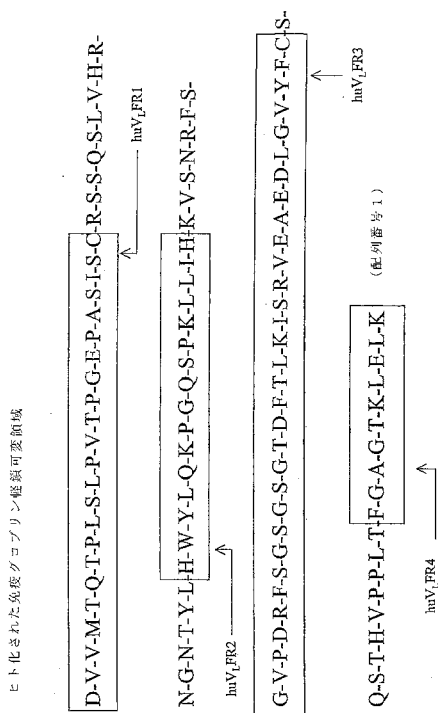 ヒト化された免疫グロブリン軽鎖可変領域
D-V-V-M-T-Q-T-P-L-S-L-P-V-T-P-G-E-P-A-S-I-S-C-R-S-S-Q-S-L-V-H-R-
huVLFR1
N-G-N-T-Y-L-H-W-Y-L-Q-K-P-G-Q-S-P-K-L-L-I-H-K-V-S-N-R-F-S-
huVLFR2
G-V-P-D-R-F-S-G-S-G-S-G-T-D-F-T-L-K-I-S-R-V-E-A-E-D-L-G-V-Y-F-C-S-
huVLFR3
Q-S-T-H-V-P-P-L-T-F-G-A-G-T-K-L-E-L-K (配列番号1)
huVLFR4